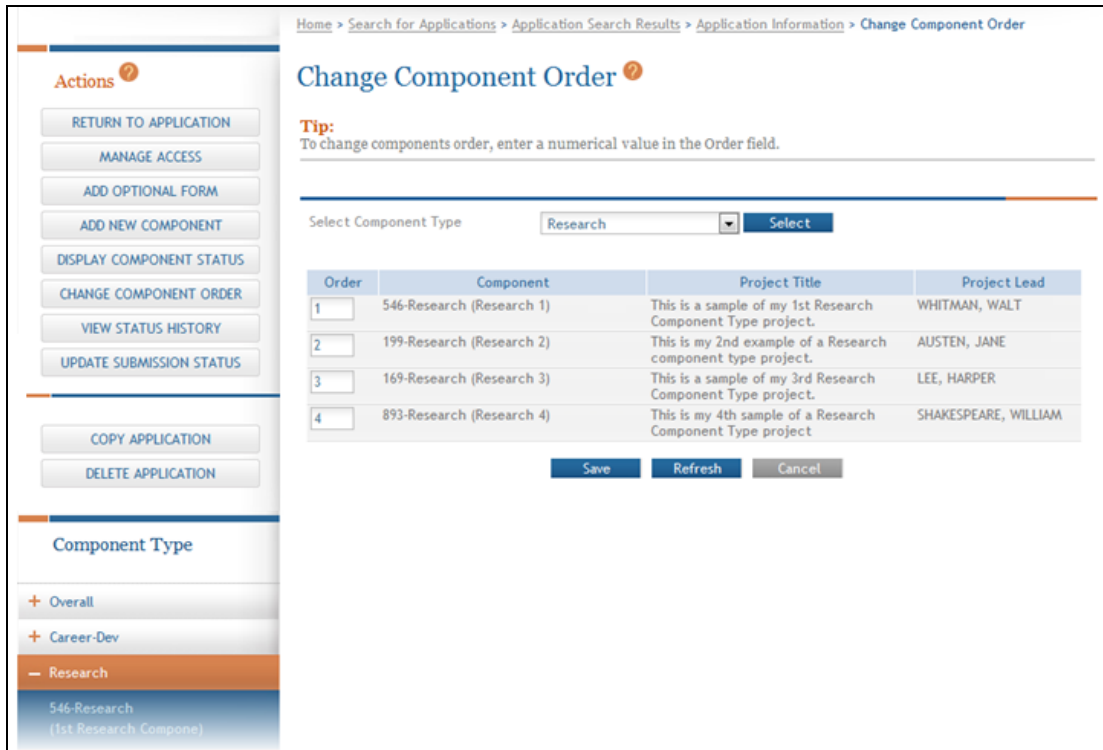 Home > Search for Applications > Application Search Results > Application Information > Change Component Order
Actions ?
RETURN TO APPLICATION
MANAGE ACCESS
ADD OPTIONAL FORM
ADD NEW COMPONENT
DISPLAY COMPONENT STATUS
CHANGE COMPONENT ORDER
VIEW STATUS HISTORY
UPDATE SUBMISSION STATUS
COPY APPLICATION
DELETE APPLICATION
Component Type
+ Overall
+ Career-Dev
− Research
546-Research
(1st Research Compone)
Change Component Order ?
Tip:
To change components order, enter a numerical value in the Order field.
Select Component Type Research Select
Order Component Project Title Project Lead
1 546-Research (Research 1) This is a sample of my 1st Research WHITMAN, WALT
Component Type project.
2 199-Research (Research 2) This is my 2nd example of a Research AUSTEN, JANE
component type project.
3 169-Research (Research 3) This is a sample of my 3rd Research LEE, HARPER
Component Type project.
4 893-Research (Research 4) This is my 4th sample of a Research SHAKESPEARE, WILLIAM
Component Type project
Save Refresh Cancel